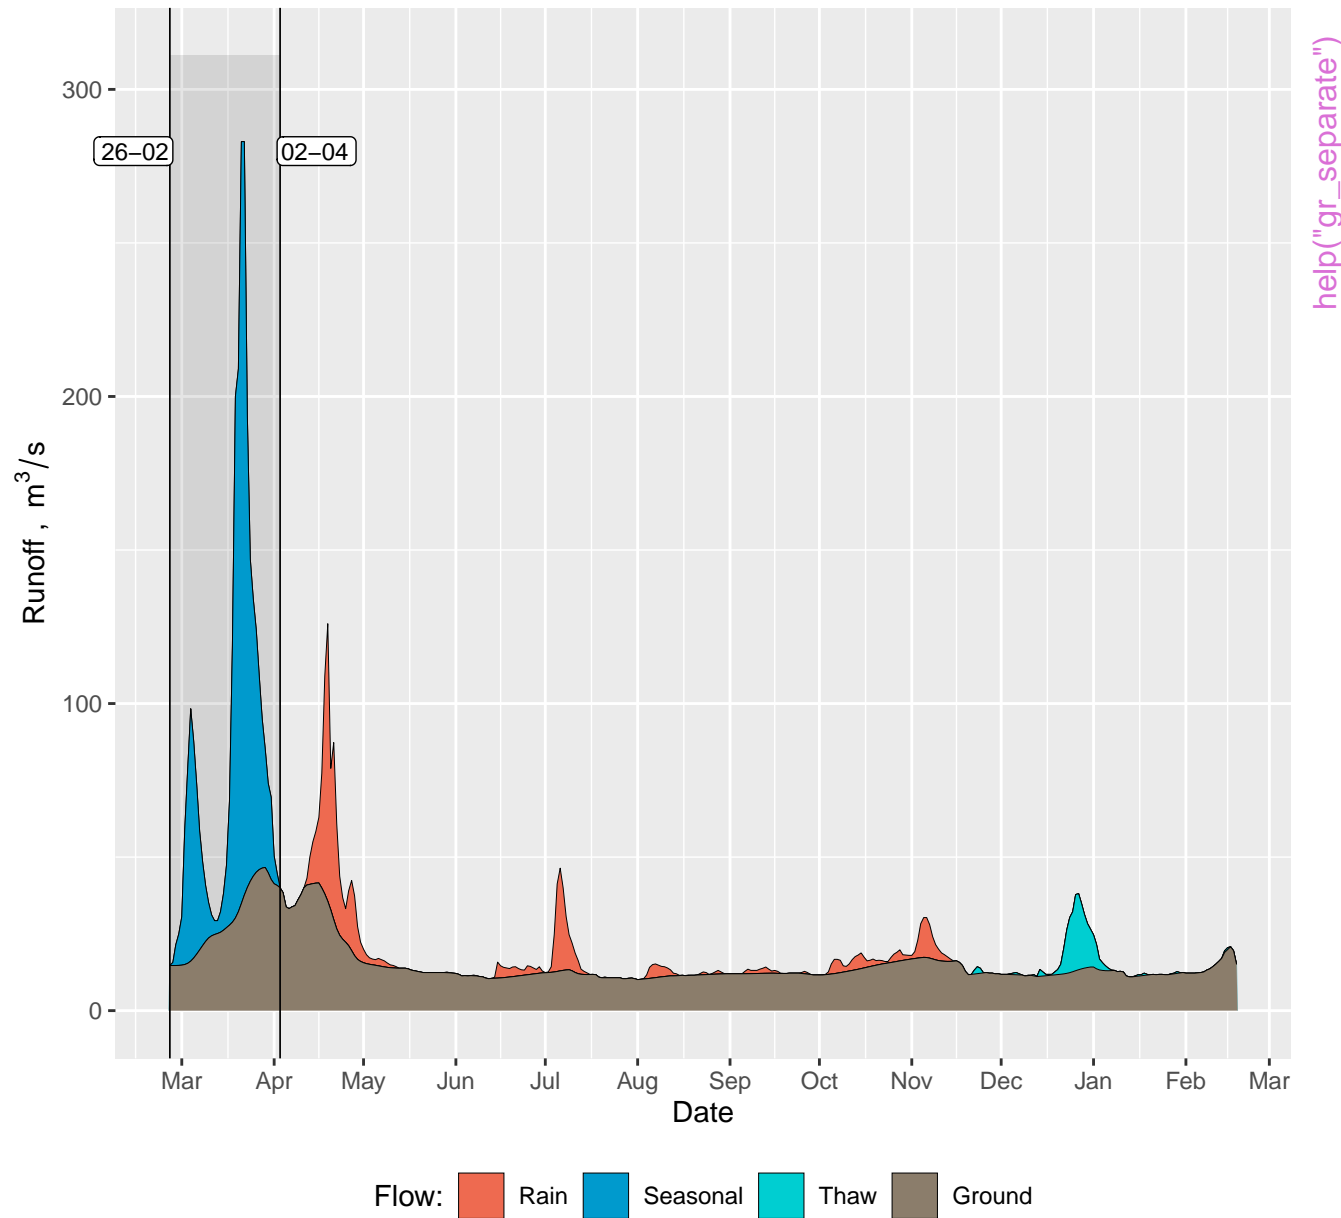 300
200
100
0
26−02
02−04
Runoff , m³/s
help("gr_separate")
Mar Apr May Jun Jul Aug Sep Oct Nov Dec Jan Feb Mar
Date
Flow: Rain Seasonal Thaw Ground